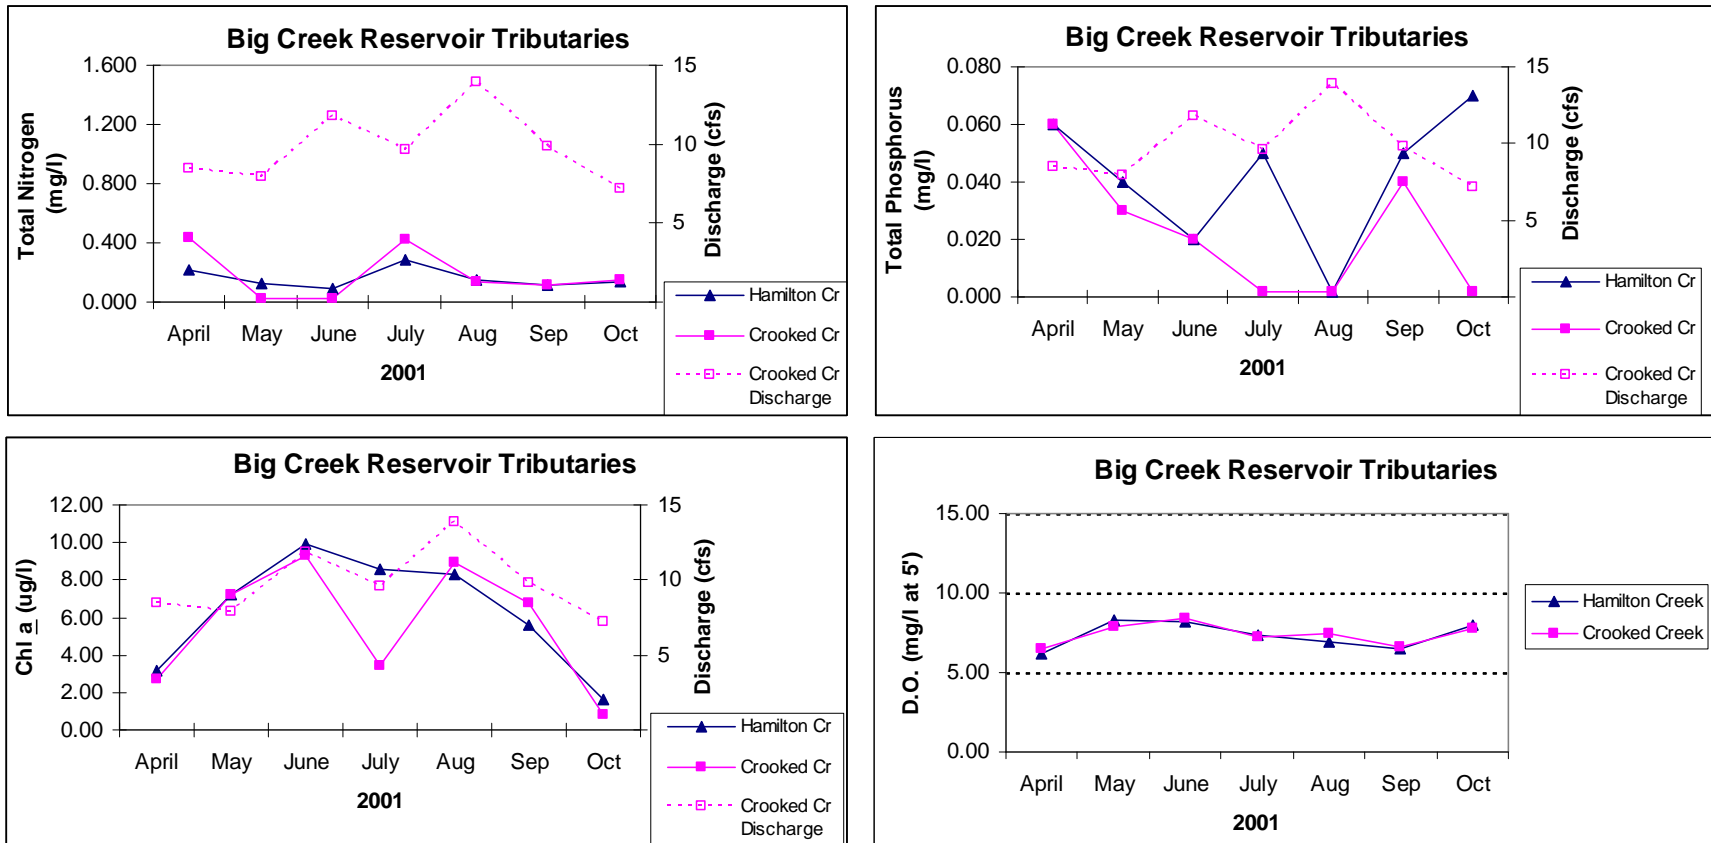 Big Creek Reservoir Tributaries
1.600
1.200
0.800
0.400
0.000
Total Nitrogen
(mg/l)
15
10
5
Discharge (cfs)
April May June July Aug Sep Oct
2001
Hamilton Cr
Crooked Cr
Crooked Cr
Discharge
Big Creek Reservoir Tributaries
0.080
0.060
0.040
0.020
0.000
Total Phosphorus
(mg/l)
15
10
5
Discharge (cfs)
April May June July Aug Sep Oct
2001
Hamilton Cr
Crooked Cr
Crooked Cr
Discharge
Big Creek Reservoir Tributaries
12.00
10.00
8.00
6.00
4.00
2.00
0.00
Chl a (ug/l)
15
10
5
Discharge (cfs)
April May June July Aug Sep Oct
2001
Hamilton Cr
Crooked Cr
Crooked Cr
Discharge
Big Creek Reservoir Tributaries
15.00
10.00
5.00
0.00
D.O. (mg/l at 5')
April May June July Aug Sep Oct
2001
Hamilton Creek
Crooked Creek